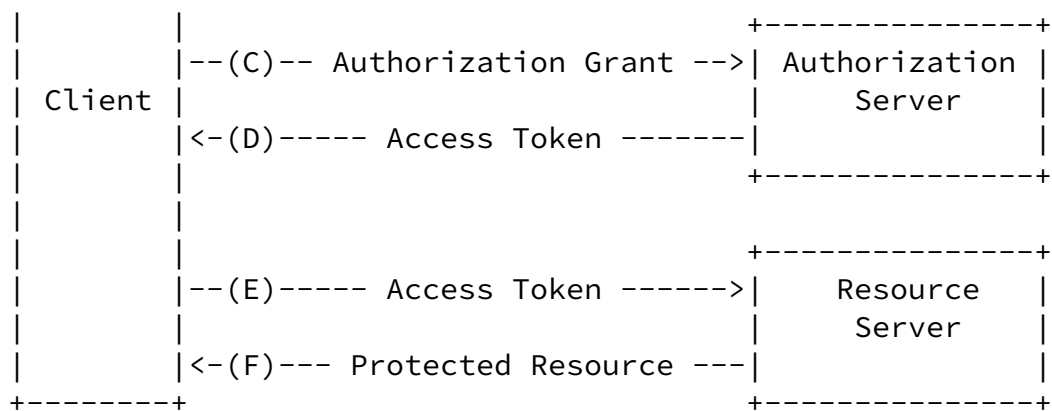 |        |                               +---------------+
|        |--(C)-- Authorization Grant -->| Authorization |
| Client |                               |     Server    |
|        |<-(D)----- Access Token -------|               |
|        |                               +---------------+
|        |
|        |                               +---------------+
|        |--(E)----- Access Token ------>|    Resource   |
|        |                               |     Server    |
|        |<-(F)--- Protected Resource ---|               |
+--------+                               +---------------+